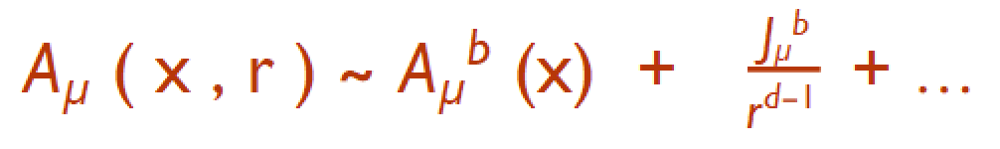 A_μ ( x , r ) ~ A_μ^b (x) + J_μ^b / r^{d-1} + ...